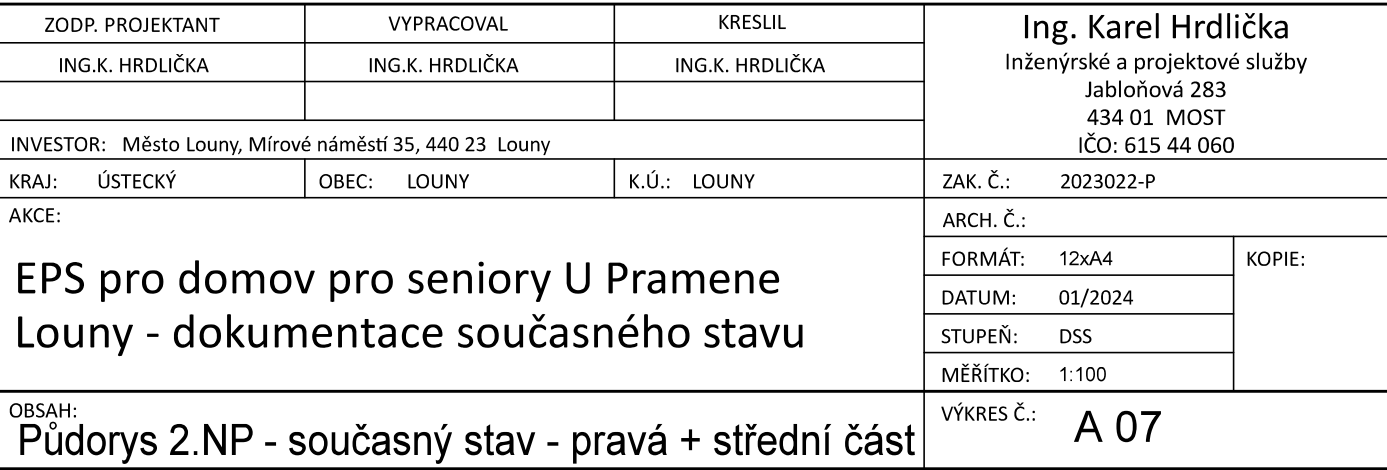 ZODP. PROJEKTANT VYPRACOVAL KRESLIL
ING.K. HRDLIČKA ING.K. HRDLIČKA ING.K. HRDLIČKA
Ing. Karel Hrdlička
Inženýrské a projektové služby
Jabloňová 283
434 01 MOST
IČO: 615 44 060
INVESTOR: Město Louny, Mírové náměstí 35, 440 23 Louny
KRAJ: ÚSTECKÝ OBEC: LOUNY K.Ú.: LOUNY
ZAK. Č.: 2023022-P
AKCE:
EPS pro domov pro seniory U Pramene
Louny - dokumentace současného stavu
ARCH. Č.:
FORMÁT: 12xA4
KOPIE:
DATUM: 01/2024
STUPEŇ: DSS
MĚŘÍTKO: 1:100
OBSAH:
Půdorys 2.NP - současný stav - pravá + střední část
VÝKRES Č.: A 07